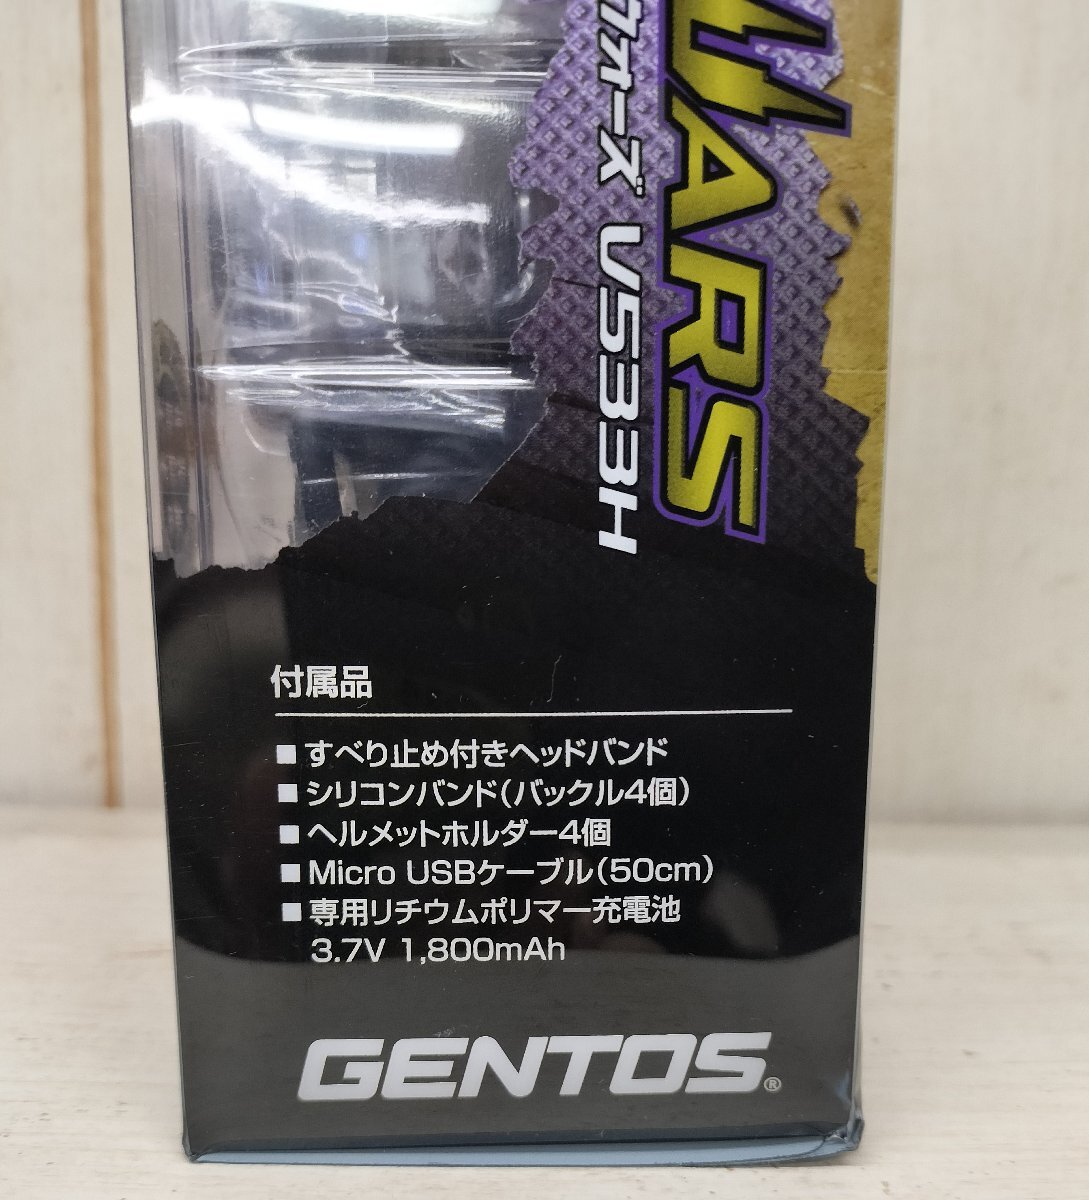 WARS
ウォーズ V533H
付属品
■ すべり止め付きヘッドバンド
■ シリコンバンド(バックル4個)
■ ヘルメットホルダー4個
■ Micro USBケーブル(50cm)
■ 専用リチウムポリマー充電池
3.7V 1,800mAh
GENTOS®